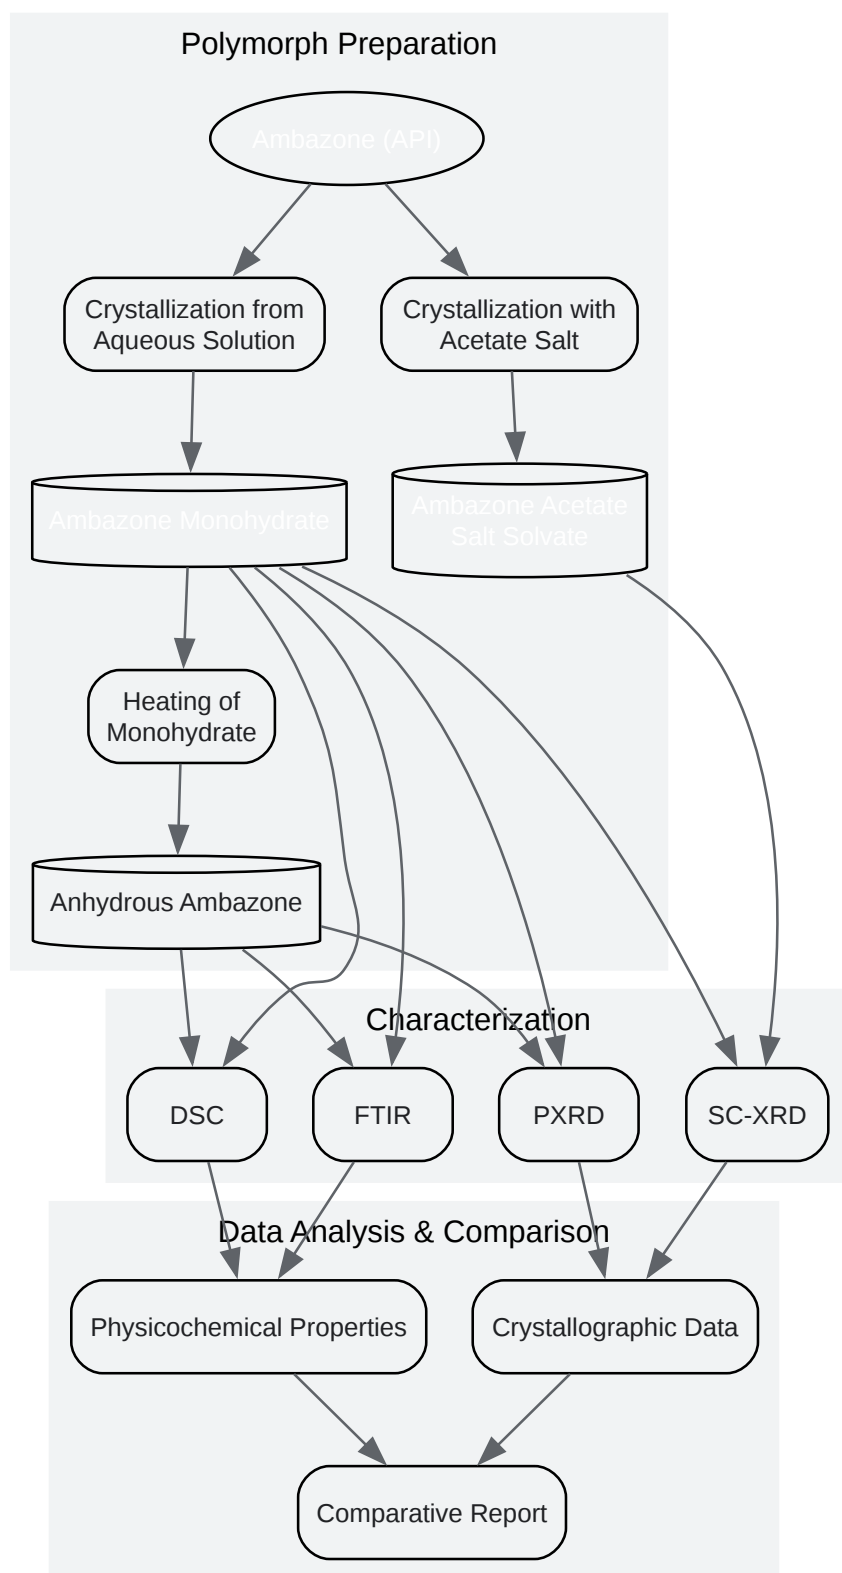 Polymorph Preparation
Ambazone (API)
Crystallization from
Aqueous Solution
Crystallization with
Acetate Salt
Ambazone Monohydrate
Ambazone Acetate
Salt Solvate
Heating of
Monohydrate
Anhydrous Ambazone
Characterization
DSC
FTIR
PXRD
SC-XRD
Data Analysis & Comparison
Physicochemical Properties
Crystallographic Data
Comparative Report